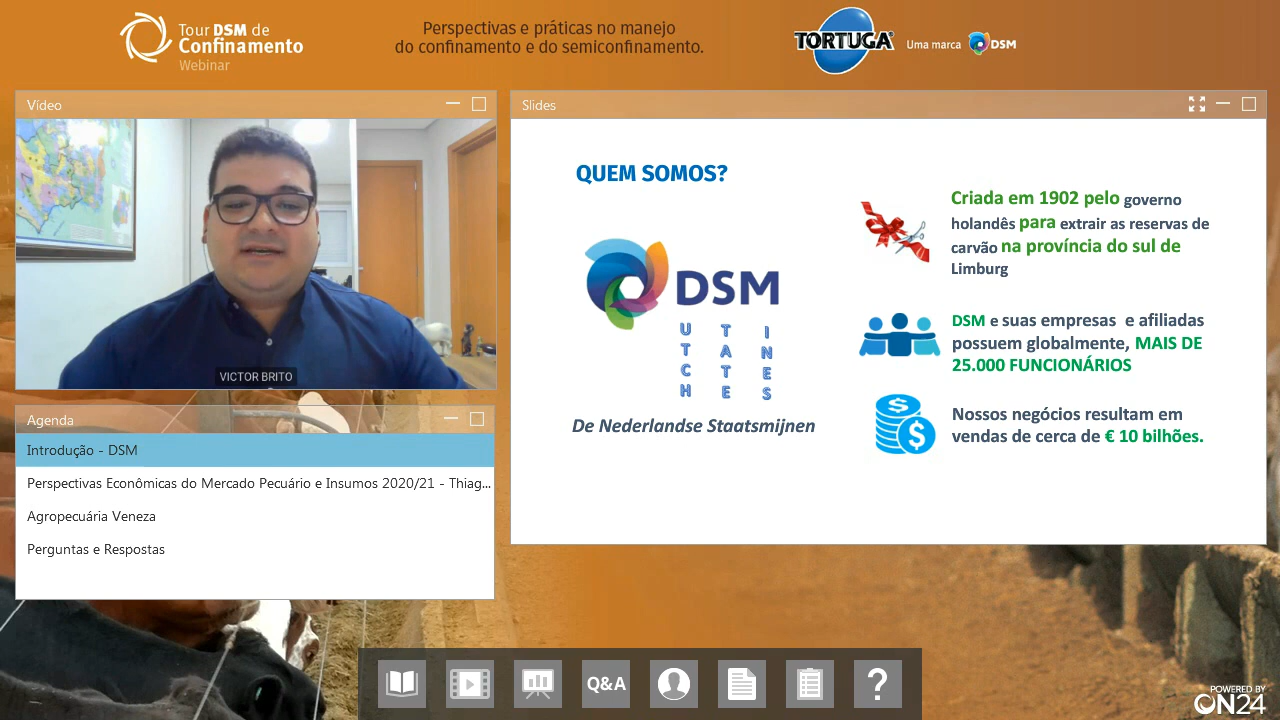 Tour DSM de
Confinamento
Webinar
Perspectivas e práticas no manejo
do confinamento e do semiconfinamento.
TORTUGA
Uma marca DSM
Vídeo
VICTOR BRITO
Agenda
Introdução - DSM
Perspectivas Econômicas do Mercado Pecuário e Insumos 2020/21 - Thiag...
Agropecuária Veneza
Perguntas e Respostas
Slides
QUEM SOMOS?
DSM
UTCH
TATE
INES
De Nederlandse Staatsmijnen
Criada em 1902 pelo governo
holandês para extrair as reservas de
carvão na província do sul de
Limburg
DSM e suas empresas e afiliadas
possuem globalmente, MAIS DE
25.000 FUNCIONÁRIOS
Nossos negócios resultam em
vendas de cerca de € 10 bilhões.
Q&A
?
POWERED BY
ON24